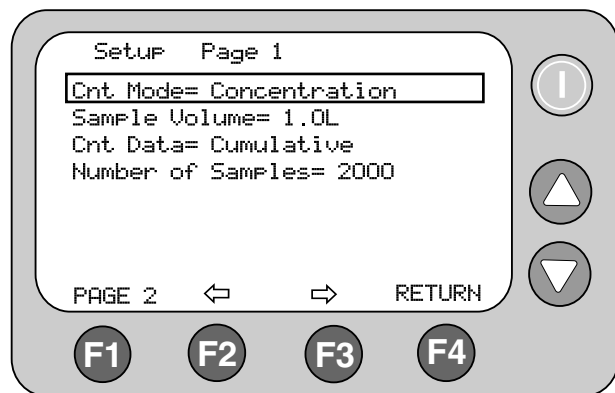 Setup Page 1
Cnt Mode= Concentration
Sample Volume= 1.0L
Cnt Data= Cumulative
Number of Samples= 2000
PAGE 2 ⇦ ⇨ RETURN
F1 F2 F3 F4